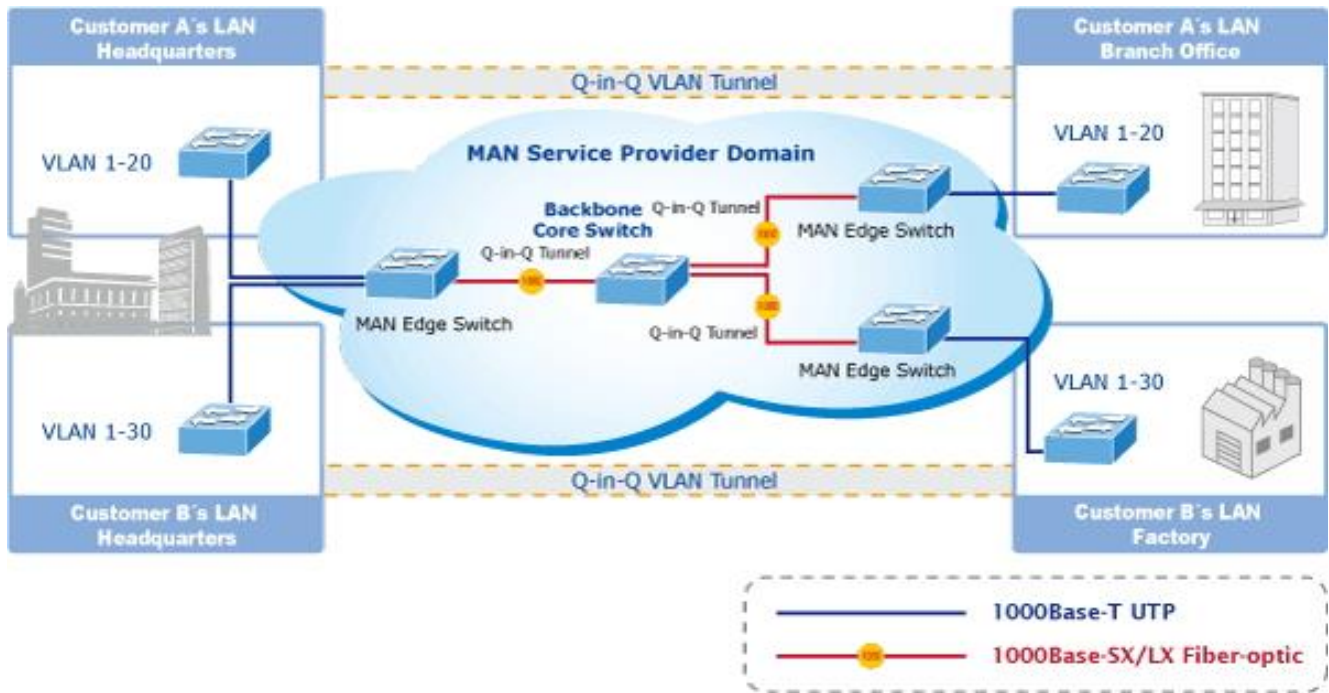 Customer A´s LAN
Headquarters
Customer A´s LAN
Branch Office
Q-in-Q VLAN Tunnel
VLAN 1-20
VLAN 1-20
MAN Service Provider Domain
Backbone
Core Switch
Q-in-Q Tunnel
MAN Edge Switch
Q-in-Q Tunnel
MAN Edge Switch
Q-in-Q Tunnel
MAN Edge Switch
VLAN 1-30
VLAN 1-30
Q-in-Q VLAN Tunnel
Customer B´s LAN
Headquarters
Customer B´s LAN
Factory
1000Base-T UTP
1000Base-SX/LX Fiber-optic